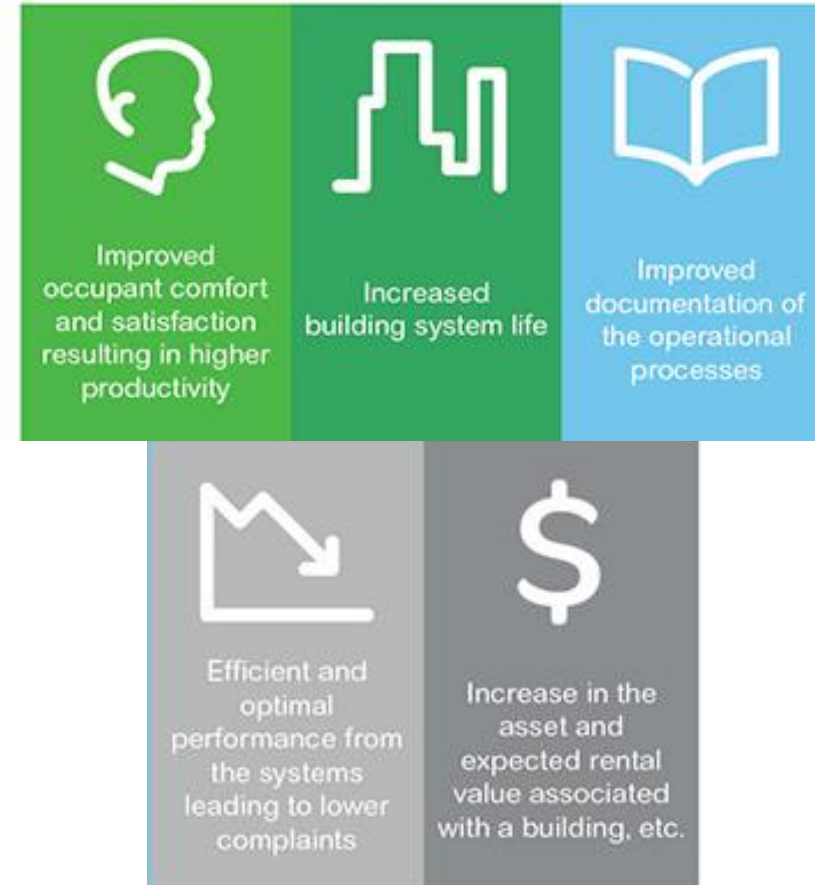 Improved
occupant comfort
and satisfaction
resulting in higher
productivity
Increased
building system life
Improved
documentation of
the operational
processes
Efficient and
optimal
performance from
the systems
leading to lower
complaints
$
Increase in the
asset and
expected rental
value associated
with a building, etc.